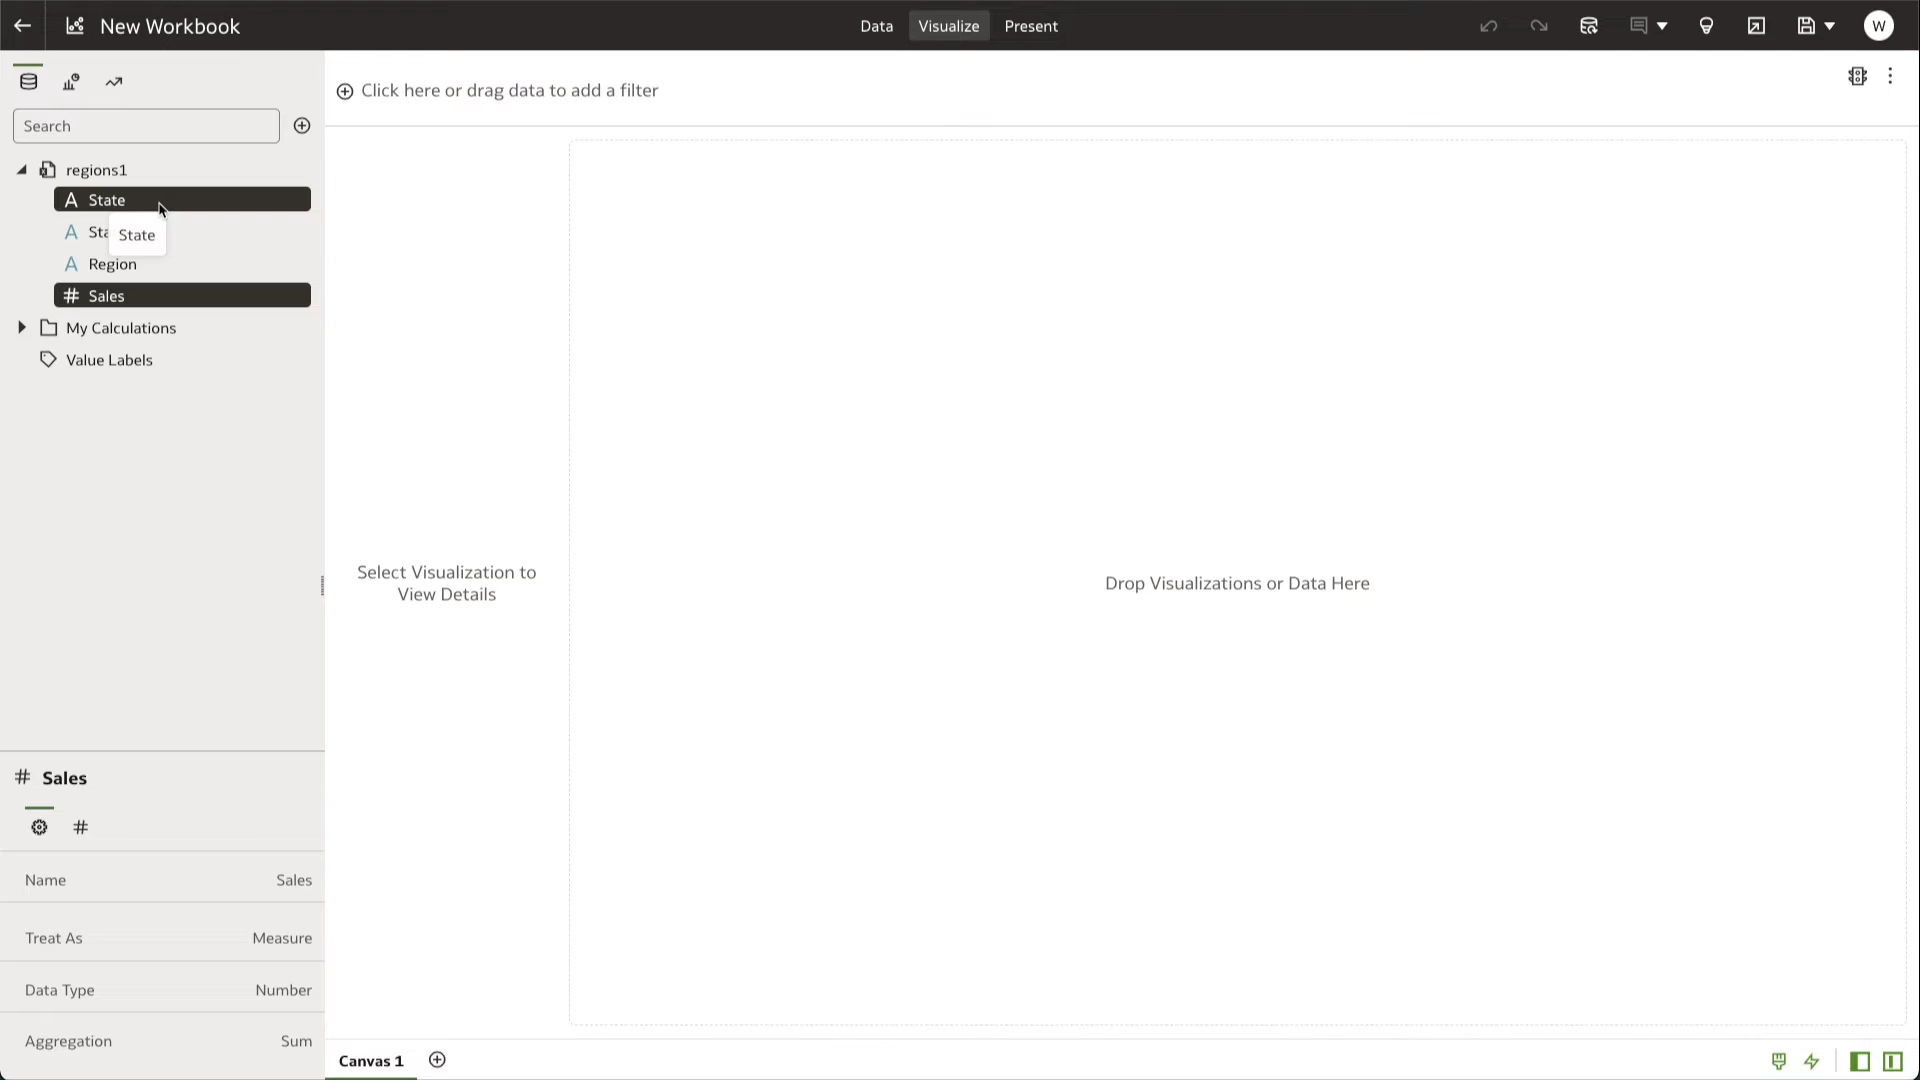 New Workbook
Data
Visualize
Present
W
Search
Click here or drag data to add a filter
regions1
State
Sta
State
Region
Sales
My Calculations
Value Labels
Select Visualization to
View Details
Drop Visualizations or Data Here
# Sales
#
Name Sales
Treat As Measure
Data Type Number
Aggregation Sum
Canvas 1